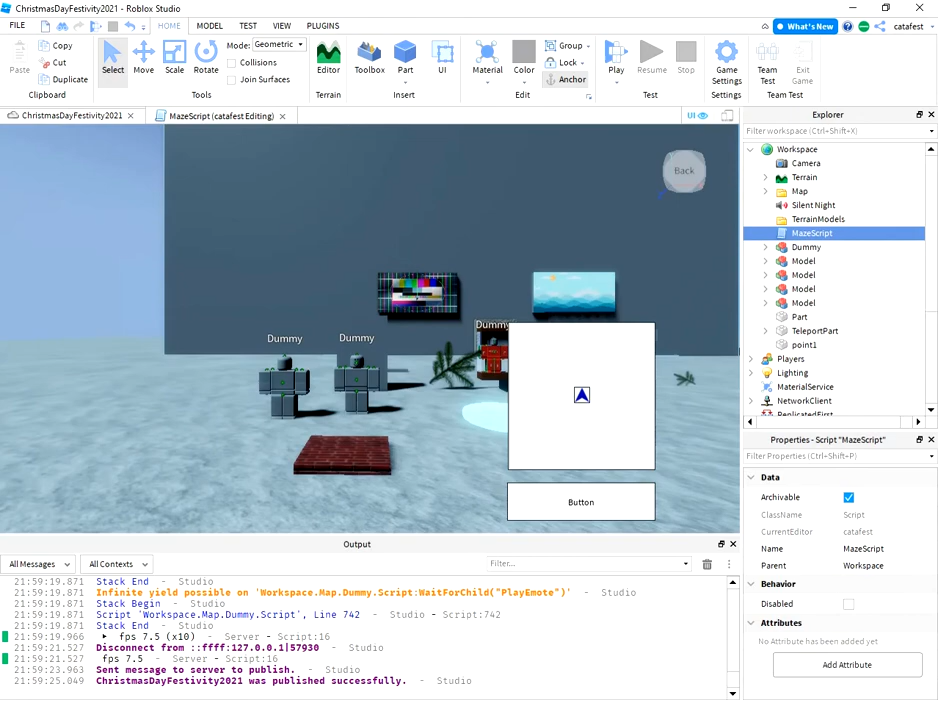 ChristmasDayFestivity2021 - Roblox Studio
FILE HOME MODEL TEST VIEW PLUGINS What's New catafest
Paste Copy Cut Duplicate Select Move Scale Rotate Mode: Geometric Collisions Join Surfaces Editor Toolbox Part UI Material Color Group Lock Anchor Play Resume Stop Game Settings Team Test Exit Game
Clipboard Tools Terrain Insert Edit Test Settings Team Test
ChristmasDayFestivity2021 MazeScript (catafest Editing) UI
Explorer
Filter workspace (Ctrl+Shift+X)
Workspace
Camera
Terrain
Map
Silent Night
TerrainModels
MazeScript
Dummy
Model
Model
Model
Model
Part
TeleportPart
point1
Players
Lighting
MaterialService
NetworkClient
ReplicatedFirst
Back
Dummy
Dummy
Dummy
Button
Properties - Script "MazeScript"
Filter Properties (Ctrl+Shift+P)
Data
Archivable
ClassName Script
CurrentEditor catafest
Name MazeScript
Parent Workspace
Behavior
Disabled
Attributes
No Attribute has been added yet
Add Attribute
Output
All Messages All Contexts Filter...
21:59:19.871 Stack End - Studio
21:59:19.871 Infinite yield possible on 'Workspace.Map.Dummy.Script:WaitForChild("PlayEmote")' - Studio
21:59:19.871 Stack Begin - Studio
21:59:19.871 Script 'Workspace.Map.Dummy.Script', Line 742 - Studio - Script:742
21:59:19.871 Stack End - Studio
21:59:19.966 fps 7.5 (x10) - Server - Script:16
21:59:21.527 Disconnect from ::ffff:127.0.0.1|57930 - Studio
21:59:21.527 fps 7.5 - Server - Script:16
21:59:23.963 Sent message to server to publish. - Studio
21:59:25.049 ChristmasDayFestivity2021 was published successfully. - Studio